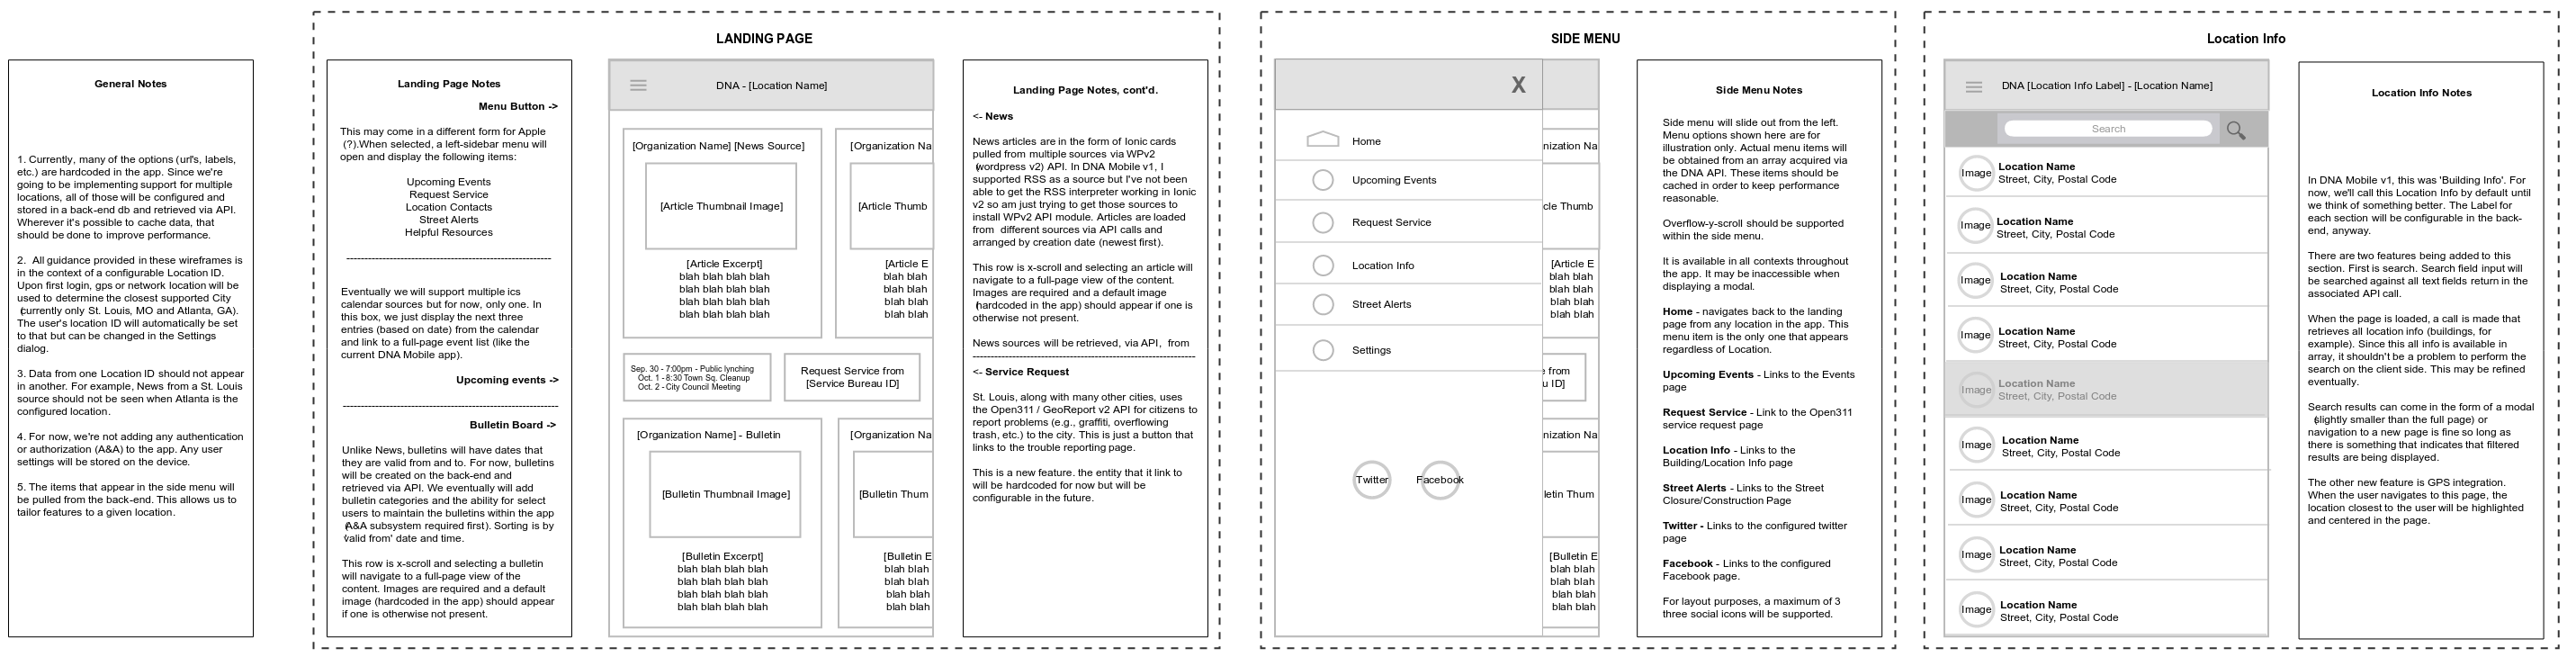 General Notes
1. Currently, many of the options (url's, labels,
etc.) are hardcoded in the app. Since we're
going to be implementing support for multiple
locations, all of those will be configured and
stored in a back-end db and retrieved via API.
Wherever it's possible to cache data, that
should be done to improve performance.
2.  All guidance provided in these wireframes is
in the context of a configurable Location ID.
Upon first login, gps or network location will be
used to determine the closest supported City
(currently only St. Louis, MO and Atlanta, GA).
The user's location ID will automatically be set
to that but can be changed in the Settings
dialog.
3. Data from one Location ID should not appear
in another. For example, News from a St. Louis
source should not be seen when Atlanta is the
configured location.
4. For now, we're not adding any authentication
or authorization (A&A) to the app. Any user
settings will be stored on the device.
5. The items that appear in the side menu will
be pulled from the back-end. This allows us to
tailor features to a given location.
LANDING PAGE
Landing Page Notes
Menu Button ->
This may come in a different form for Apple
(?).When selected, a left-sidebar menu will
open and display the following items:
Upcoming Events
Request Service
Location Contacts
Street Alerts
Helpful Resources
---------------------------------------------------------
Eventually we will support multiple ics
calendar sources but for now, only one. In
this box, we just display the next three
entries (based on date) from the calendar
and link to a full-page event list (like the
current DNA Mobile app).
Upcoming events ->
------------------------------------------------------------
Bulletin Board ->
Unlike News, bulletins will have dates that
they are valid from and to. For now, bulletins
will be created on the back-end and
retrieved via API. We eventually will add
bulletin categories and the ability for select
users to maintain the bulletins within the app
(A&A subsystem required first). Sorting is by
'valid from' date and time.
This row is x-scroll and selecting a bulletin
will navigate to a full-page view of the
content. Images are required and a default
image (hardcoded in the app) should appear
if one is otherwise not present.
DNA - [Location Name]
[Organization Name] [News Source]
[Article Thumbnail Image]
[Article Excerpt]
blah blah blah blah
blah blah blah blah
blah blah blah blah
blah blah blah blah
[Organization Na
[Article Thumb
[Article E
blah blah
blah blah
blah blah
blah blah
Sep. 30 - 7:00pm - Public lynching
Oct. 1 - 8:30 Town Sq. Cleanup
Oct. 2 - City Council Meeting
Request Service from
[Service Bureau ID]
[Organization Name] - Bulletin
[Bulletin Thumbnail Image]
[Bulletin Excerpt]
blah blah blah blah
blah blah blah blah
blah blah blah blah
blah blah blah blah
[Organization Na
[Bulletin Thum
[Bulletin E
blah blah
blah blah
blah blah
blah blah
Landing Page Notes, cont'd.
<- News
News articles are in the form of Ionic cards
pulled from multiple sources via WPv2
(wordpress v2) API. In DNA Mobile v1, I
supported RSS as a source but I've not been
able to get the RSS interpreter working in Ionic
v2 so am just trying to get those sources to
install WPv2 API module. Articles are loaded
from  different sources via API calls and
arranged by creation date (newest first).
This row is x-scroll and selecting an article will
navigate to a full-page view of the content.
Images are required and a default image
(hardcoded in the app) should appear if one is
otherwise not present.
News sources will be retrieved, via API,  from
--------------------------------------------------------------
<- Service Request
St. Louis, along with many other cities, uses
the Open311 / GeoReport v2 API for citizens to
report problems (e.g., graffiti, overflowing
trash, etc.) to the city. This is just a button that
links to the trouble reporting page.
This is a new feature. the entity that it link to
will be hardcoded for now but will be
configurable in the future.
SIDE MENU
X
Home
Upcoming Events
Request Service
Location Info
Street Alerts
Settings
Twitter
Facebook
nization Na
cle Thumb
[Article E
blah blah
blah blah
blah blah
blah blah
from
u ID]
nization Na
letin Thum
[Bulletin E
blah blah
blah blah
blah blah
blah blah
Side Menu Notes
Side menu will slide out from the left.
Menu options shown here are for
illustration only. Actual menu items will
be obtained from an array acquired via
the DNA API. These items should be
cached in order to keep performance
reasonable.
Overflow-y-scroll should be supported
within the side menu.
It is available in all contexts throughout
the app. It may be inaccessible when
displaying a modal.
Home - navigates back to the landing
page from any location in the app. This
menu item is the only one that appears
regardless of Location.
Upcoming Events - Links to the Events
page
Request Service - Link to the Open311
service request page
Location Info - Links to the
Building/Location Info page
Street Alerts - Links to the Street
Closure/Construction Page
Twitter - Links to the configured twitter
page
Facebook - Links to the configured
Facebook page.
For layout purposes, a maximum of 3
three social icons will be supported.
Location Info
DNA [Location Info Label] - [Location Name]
Search
Image
Location Name
Street, City, Postal Code
Image
Location Name
Street, City, Postal Code
Image
Location Name
Street, City, Postal Code
Image
Location Name
Street, City, Postal Code
Image
Location Name
Street, City, Postal Code
Image
Location Name
Street, City, Postal Code
Image
Location Name
Street, City, Postal Code
Image
Location Name
Street, City, Postal Code
Image
Location Name
Street, City, Postal Code
Location Info Notes
In DNA Mobile v1, this was 'Building Info'. For
now, we'll call this Location Info by default until
we think of something better. The Label for
each section will be configurable in the back-
end, anyway.
There are two features being added to this
section. First is search. Search field input will
be searched against all text fields return in the
associated API call.
When the page is loaded, a call is made that
retrieves all location info (buildings, for
example). Since this all info is available in
array, it shouldn't be a problem to perform the
search on the client side. This may be refined
eventually.
Search results can come in the form of a modal
(slightly smaller than the full page) or
navigation to a new page is fine so long as
there is something that indicates that filtered
results are being displayed.
The other new feature is GPS integration.
When the user navigates to this page, the
location closest to the user will be highlighted
and centered in the page.